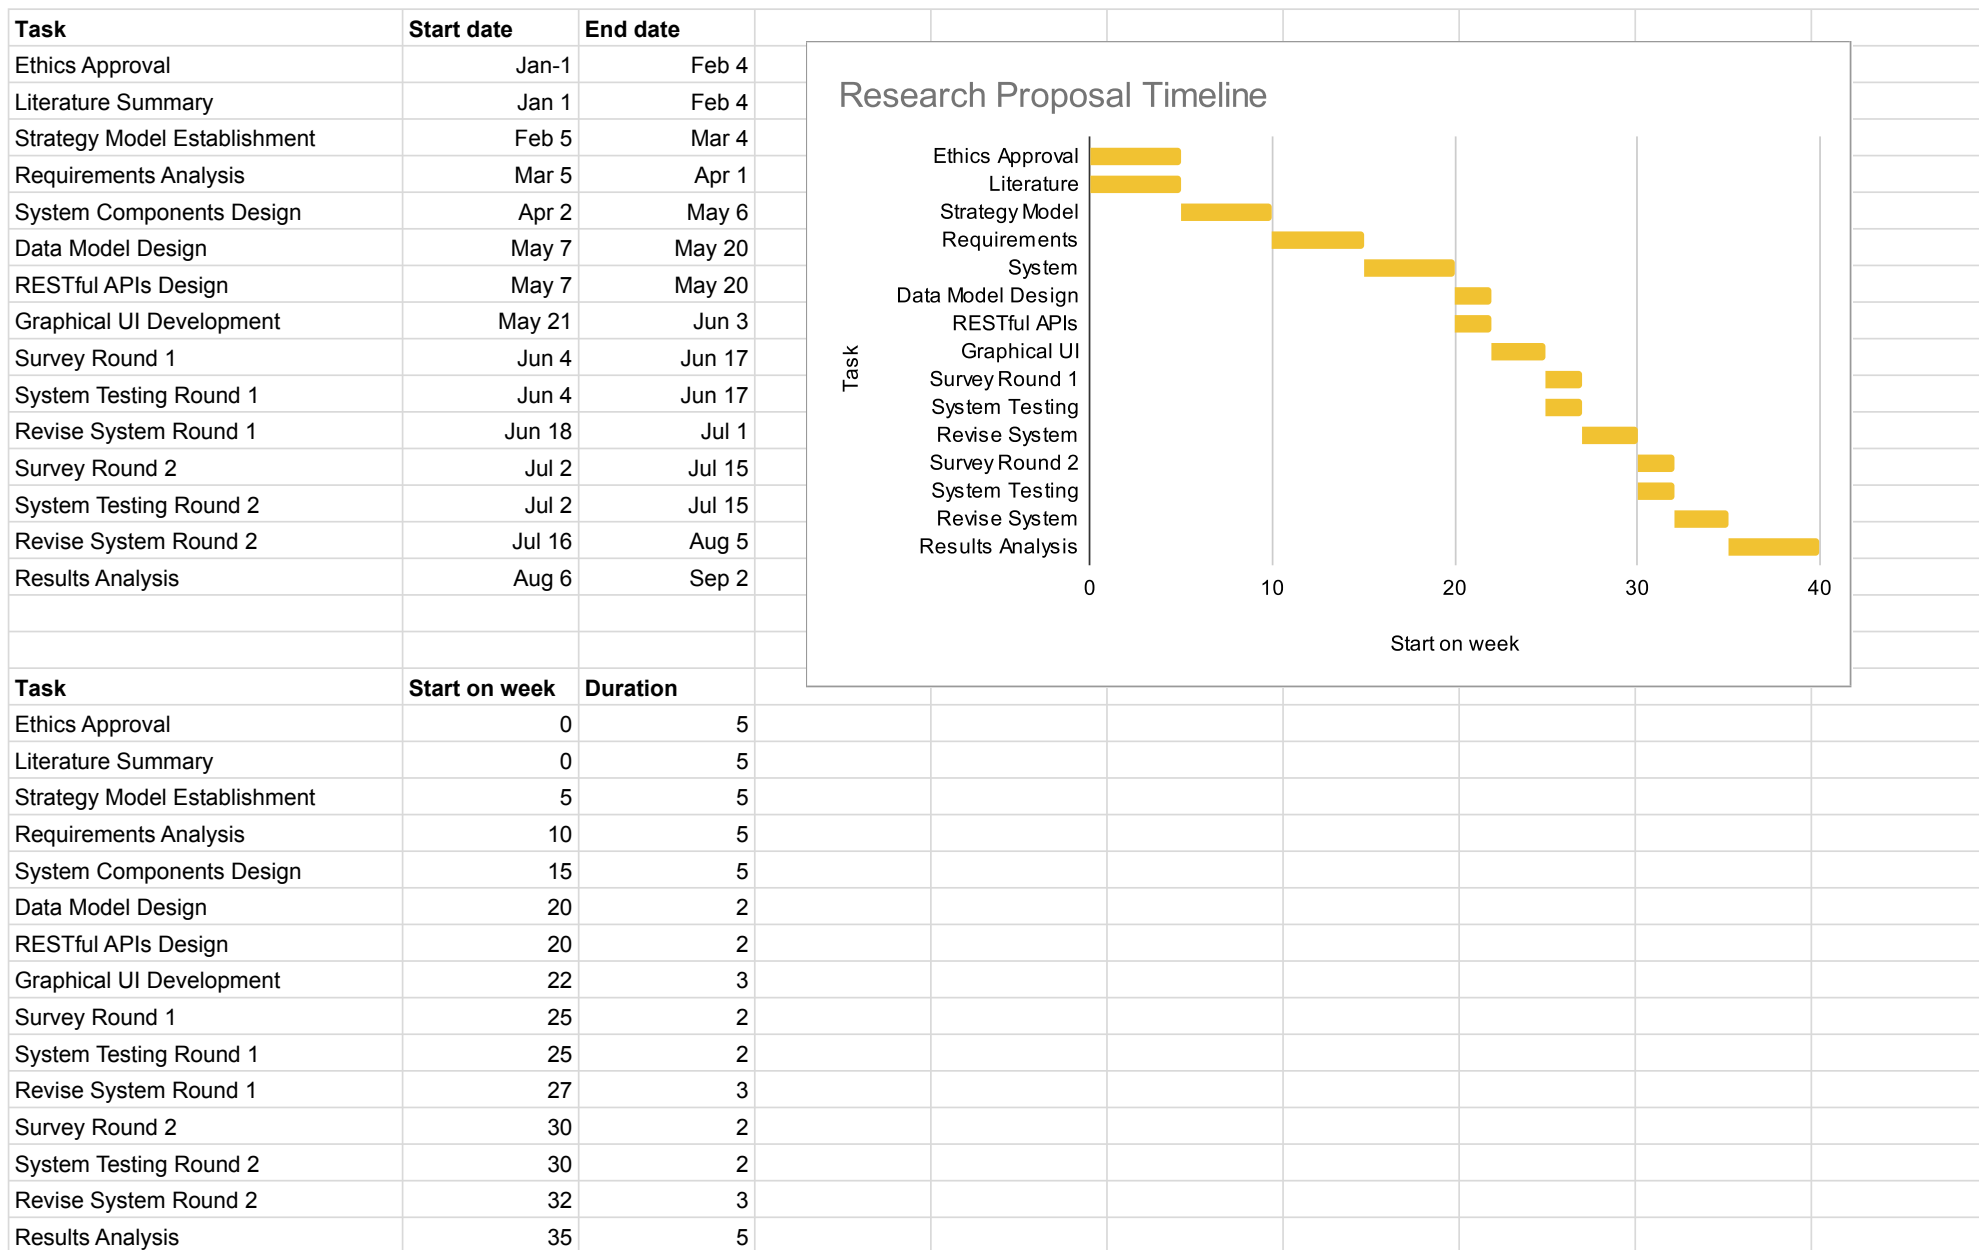 Task Start date End date
Ethics Approval Jan-1 Feb 4
Literature Summary Jan 1 Feb 4
Strategy Model Establishment Feb 5 Mar 4
Requirements Analysis Mar 5 Apr 1
System Components Design Apr 2 May 6
Data Model Design May 7 May 20
RESTful APIs Design May 7 May 20
Graphical UI Development May 21 Jun 3
Survey Round 1 Jun 4 Jun 17
System Testing Round 1 Jun 4 Jun 17
Revise System Round 1 Jun 18 Jul 1
Survey Round 2 Jul 2 Jul 15
System Testing Round 2 Jul 2 Jul 15
Revise System Round 2 Jul 16 Aug 5
Results Analysis Aug 6 Sep 2
Research Proposal Timeline
Task
Ethics Approval
Literature
Strategy Model
Requirements
System
Data Model Design
RESTful APIs
Graphical UI
Survey Round 1
System Testing
Revise System
Survey Round 2
System Testing
Revise System
Results Analysis
0 10 20 30 40
Start on week
Task Start on week Duration
Ethics Approval 0 5
Literature Summary 0 5
Strategy Model Establishment 5 5
Requirements Analysis 10 5
System Components Design 15 5
Data Model Design 20 2
RESTful APIs Design 20 2
Graphical UI Development 22 3
Survey Round 1 25 2
System Testing Round 1 25 2
Revise System Round 1 27 3
Survey Round 2 30 2
System Testing Round 2 30 2
Revise System Round 2 32 3
Results Analysis 35 5